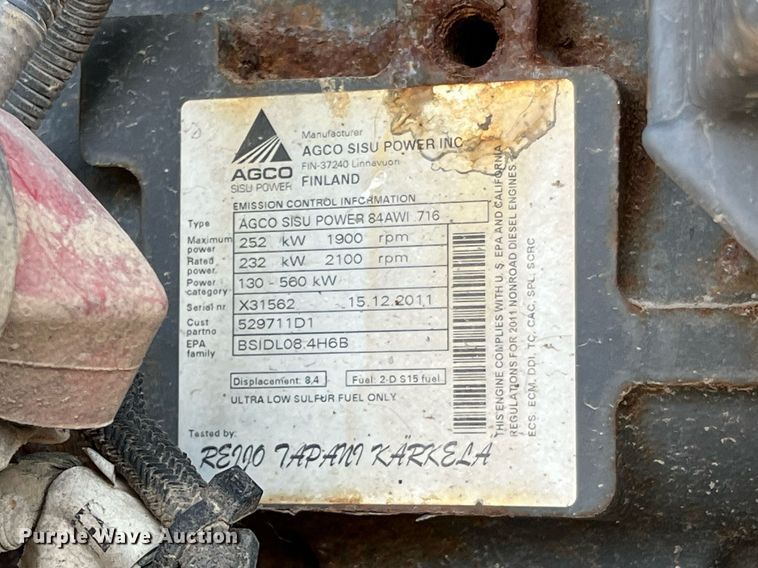 Manufacturer
AGCO SISU POWER INC
FIN-37240 Linnavuori
FINLAND
AGCO
SISU POWER
EMISSION CONTROL INFORMATION
Type AGCO SISU POWER 84AWI .716
Maximum power 252 kW 1900 rpm
Rated power 232 kW 2100 rpm
Power category 130 - 560 kW
Serial nr X31562 15.12.2011
Cust partno 529711D1
EPA family BSIDL08.4H6B
Displacement: 8,4 Fuel: 2-D S15 fuel
ULTRA LOW SULFUR FUEL ONLY
Tested by:
REIJO TAPANI KÄRKELÄ
THIS ENGINE COMPLIES WITH U.S. EPA AND CALIFORNIA
REGULATIONS FOR 2011 NONROAD DIESEL ENGINES.
ECS: ECM, DDI, TC, CAC, SPL, SCRC
Purple Wave Auction